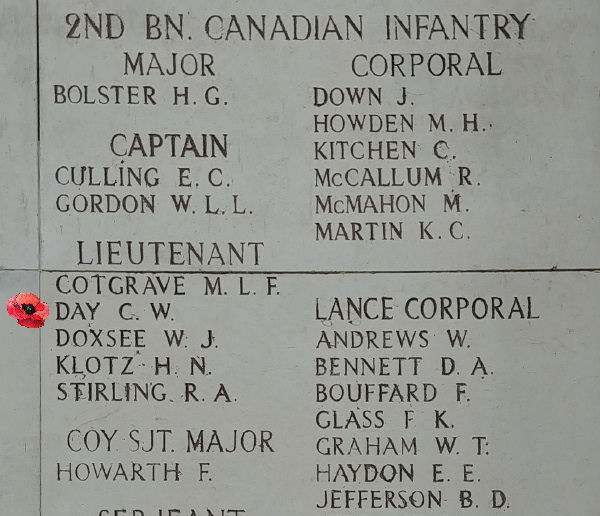 2ND BN. CANADIAN INFANTRY
MAJOR
BOLSTER H. G.
CAPTAIN
CULLING E. C.
GORDON W. L. L.
LIEUTENANT
COTGRAVE M. L. F.
DAY C. W.
DOXSEE W. J.
KLOTZ H. N.
STIRLING R. A.
COY SJT. MAJOR
HOWARTH F.
SERJEANT
CORPORAL
DOWN J.
HOWDEN M. H.
KITCHEN C.
McCALLUM R.
McMAHON M.
MARTIN K. C.
LANCE CORPORAL
ANDREWS W.
BENNETT D. A.
BOUFFARD F.
GLASS F K.
GRAHAM W. T.
HAYDON E. E.
JEFFERSON B. D.